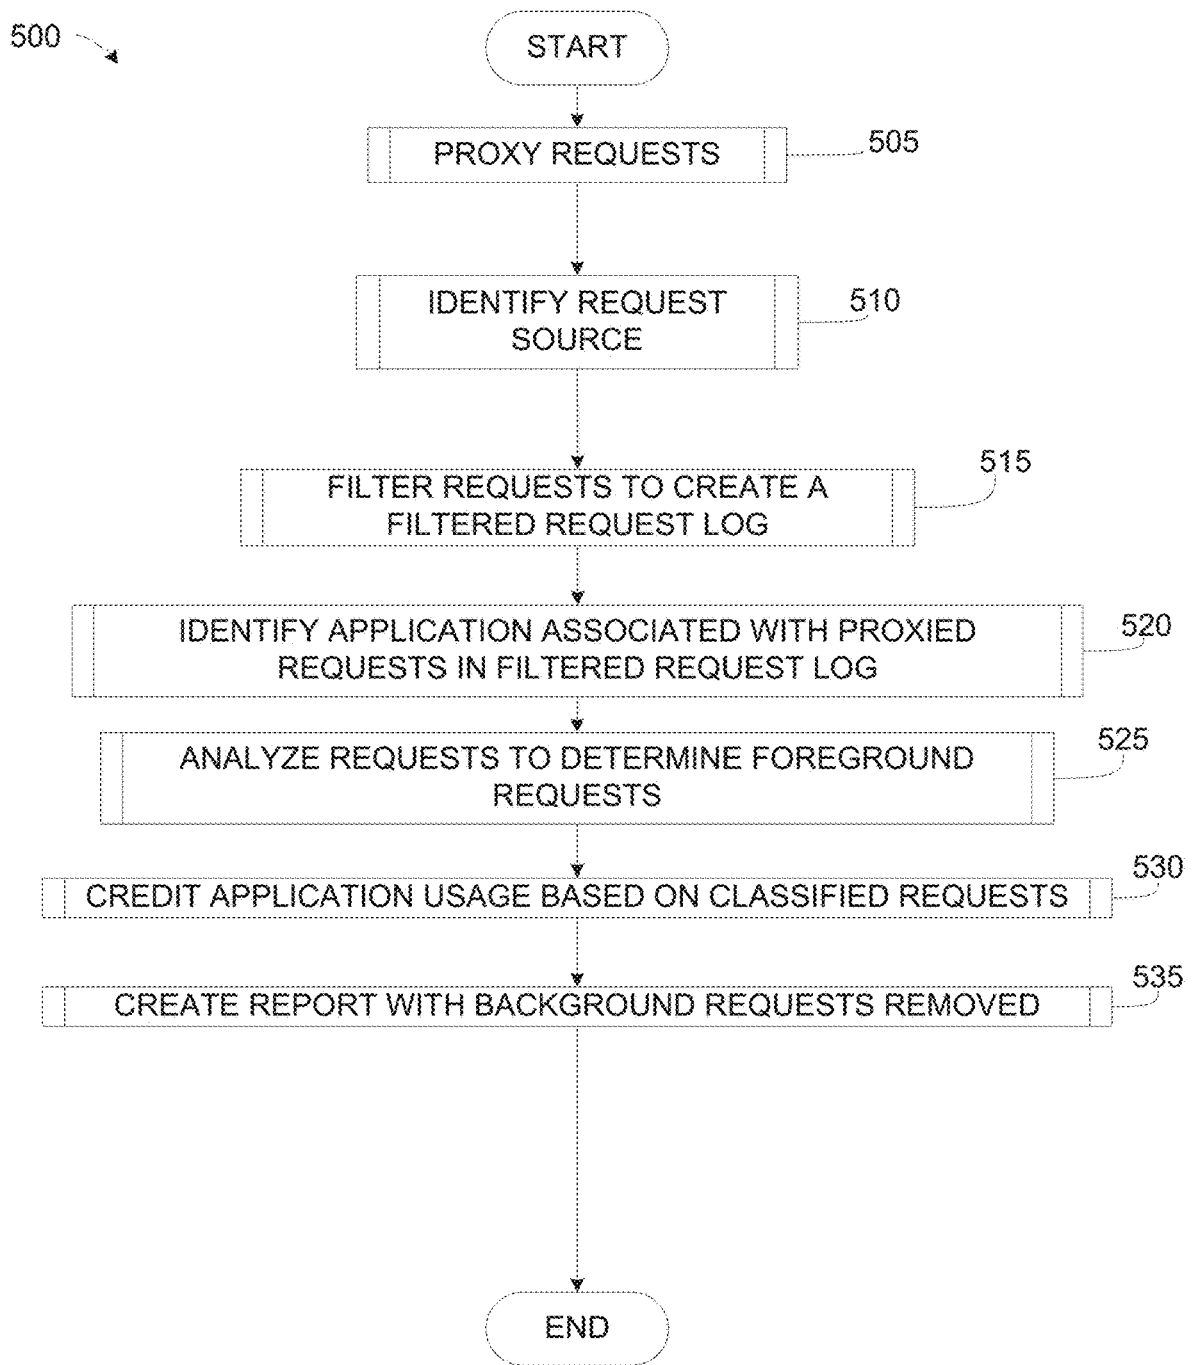 500
START
PROXY REQUESTS
505
IDENTIFY REQUEST
SOURCE
510
FILTER REQUESTS TO CREATE A
FILTERED REQUEST LOG
515
IDENTIFY APPLICATION ASSOCIATED WITH PROXIED
REQUESTS IN FILTERED REQUEST LOG
520
ANALYZE REQUESTS TO DETERMINE FOREGROUND
REQUESTS
525
CREDIT APPLICATION USAGE BASED ON CLASSIFIED REQUESTS
530
CREATE REPORT WITH BACKGROUND REQUESTS REMOVED
535
END